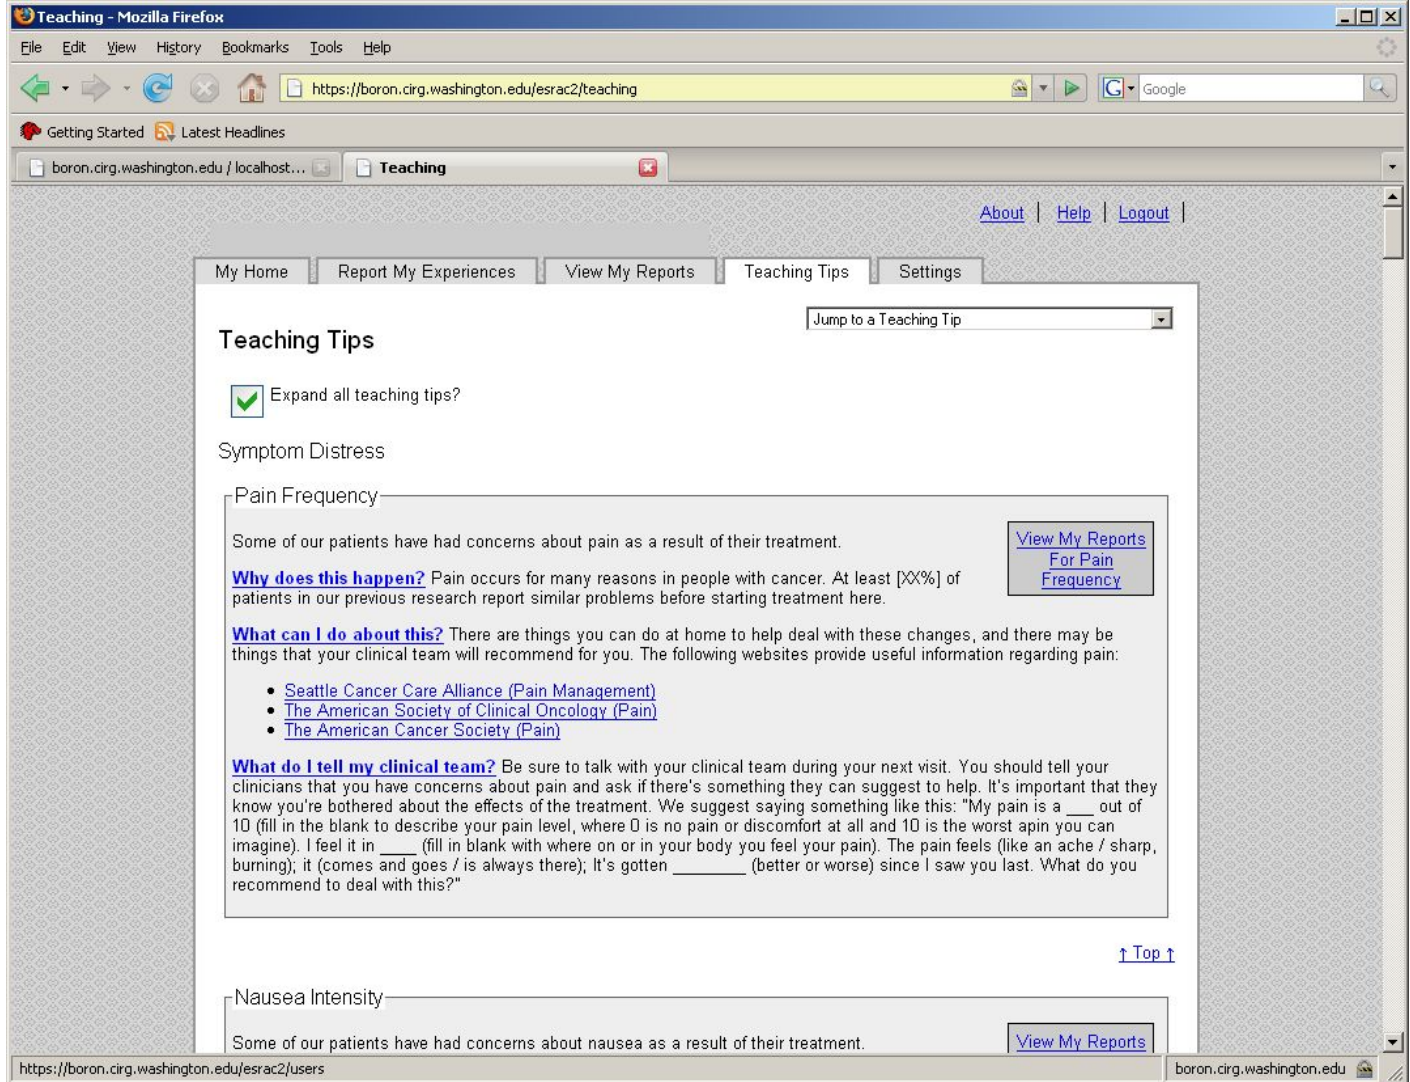 Teaching - Mozilla Firefox
File Edit View History Bookmarks Tools Help
https://boron.cirg.washington.edu/esrac2/teaching
G Google
Getting Started Latest Headlines
boron.cirg.washington.edu / localhost... Teaching
About | Help | Logout |
My Home Report My Experiences View My Reports Teaching Tips Settings
Jump to a Teaching Tip
Teaching Tips
Expand all teaching tips?
Symptom Distress
Pain Frequency
Some of our patients have had concerns about pain as a result of their treatment.
View My Reports
For Pain
Frequency
Why does this happen? Pain occurs for many reasons in people with cancer. At least [XX%] of
patients in our previous research report similar problems before starting treatment here.
What can I do about this? There are things you can do at home to help deal with these changes, and there may be
things that your clinical team will recommend for you. The following websites provide useful information regarding pain:
• Seattle Cancer Care Alliance (Pain Management)
• The American Society of Clinical Oncology (Pain)
• The American Cancer Society (Pain)
What do I tell my clinical team? Be sure to talk with your clinical team during your next visit. You should tell your
clinicians that you have concerns about pain and ask if there's something they can suggest to help. It's important that they
know you're bothered about the effects of the treatment. We suggest saying something like this: "My pain is a ___ out of
10 (fill in the blank to describe your pain level, where 0 is no pain or discomfort at all and 10 is the worst apin you can
imagine). I feel it in ____ (fill in blank with where on or in your body you feel your pain). The pain feels (like an ache / sharp,
burning); it (comes and goes / is always there); It's gotten ________ (better or worse) since I saw you last. What do you
recommend to deal with this?"
↑ Top ↑
Nausea Intensity
Some of our patients have had concerns about nausea as a result of their treatment.
View My Reports
https://boron.cirg.washington.edu/esrac2/users
boron.cirg.washington.edu